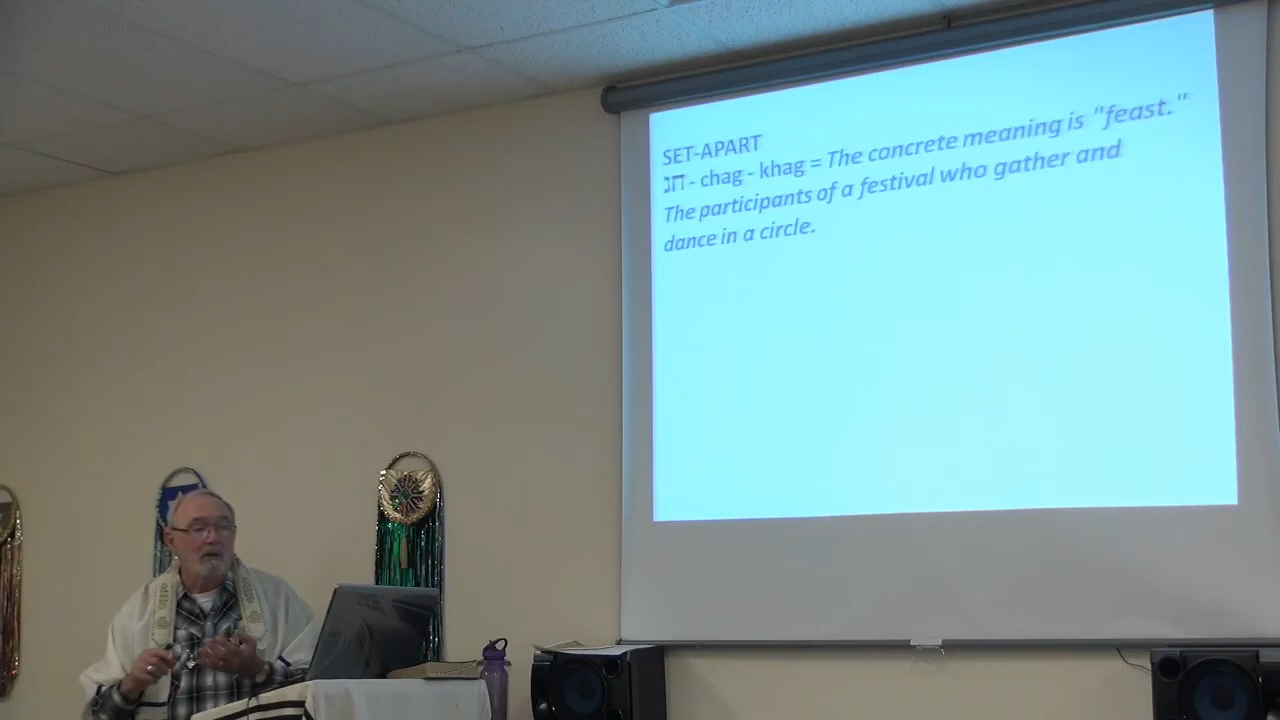 SET-APART
חג - chag - khag = The concrete meaning is "feast."
The participants of a festival who gather and
dance in a circle.